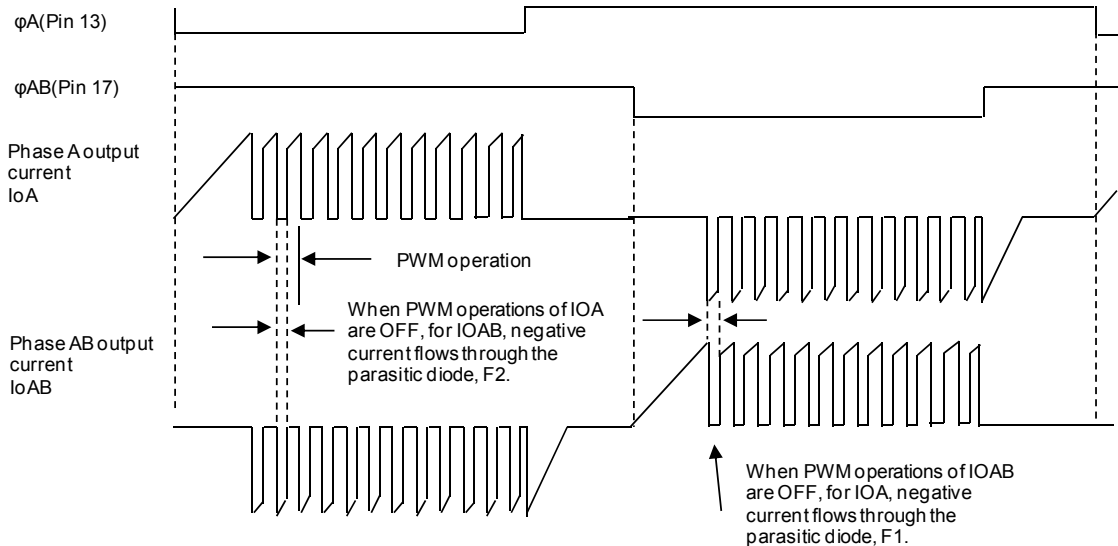 φA(Pin 13)
φAB(Pin 17)
Phase A output
current
IoA
PWM operation
When PWM operations of IOA
are OFF, for IOAB, negative
current flows through the
parasitic diode, F2.
Phase AB output
current
IoAB
When PWM operations of IOAB
are OFF, for IOA, negative
current flows through the
parasitic diode, F1.